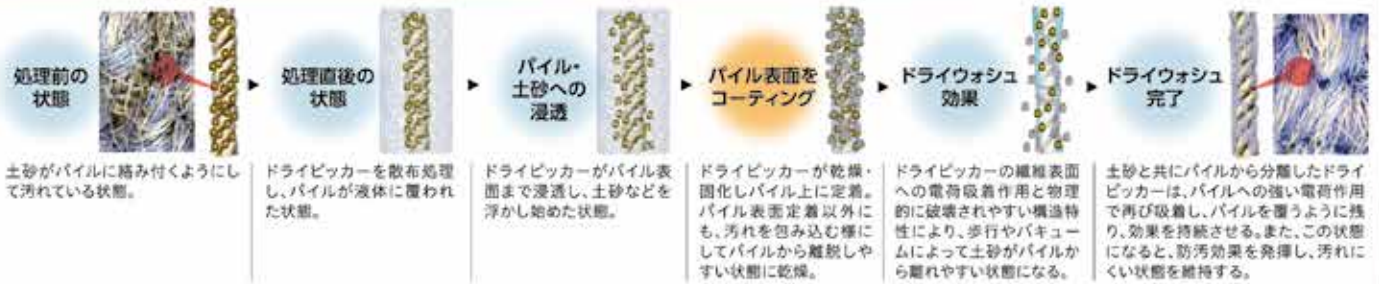 処理前の
状態
土砂がパイルに絡み付くようにし
て汚れている状態。
処理直後の
状態
ドライピッカーを散布処理
し、パイルが液体に覆われ
た状態。
パイル・
土砂への
浸透
ドライピッカーがパイル表
面まで浸透し、土砂などを
浮かし始めた状態。
パイル表面を
コーティング
ドライピッカーが乾燥・
固化しパイル上に定着。
パイル表面定着以外に
も、汚れを包み込む様に
してパイルから離脱しや
すい状態に乾燥。
ドライウォシュ
効果
ドライピッカーの繊維表面
への電荷吸着作用と物理
的に破壊されやすい構造特
性により、歩行やバキュー
ムによって土砂がパイルか
ら離れやすい状態になる。
ドライウォシュ
完了
土砂と共にパイルから分離したドライ
ピッカーは、パイルへの強い電荷作用
で再び吸着し、パイルを覆うように残
り、効果を持続させる。また、この状態
になると、防汚効果を発揮し、汚れに
くい状態を維持する。